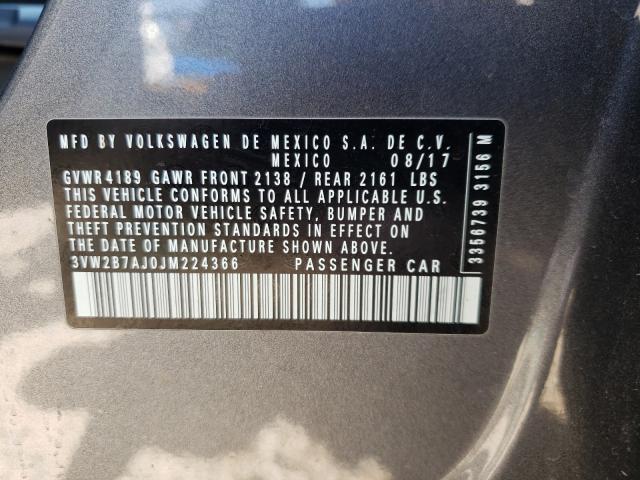 MFD BY VOLKSWAGEN DE MEXICO S.A. DE C.V.
MEXICO 08/17
GVWR 4189 GAWR FRONT 2138 / REAR 2161 LBS
THIS VEHICLE CONFORMS TO ALL APPLICABLE U.S.
FEDERAL MOTOR VEHICLE SAFETY, BUMPER AND
THEFT PREVENTION STANDARDS IN EFFECT ON
THE DATE OF MANUFACTURE SHOWN ABOVE.
3VW2B7AJ0JM224366 PASSENGER CAR
3356739 3156 M